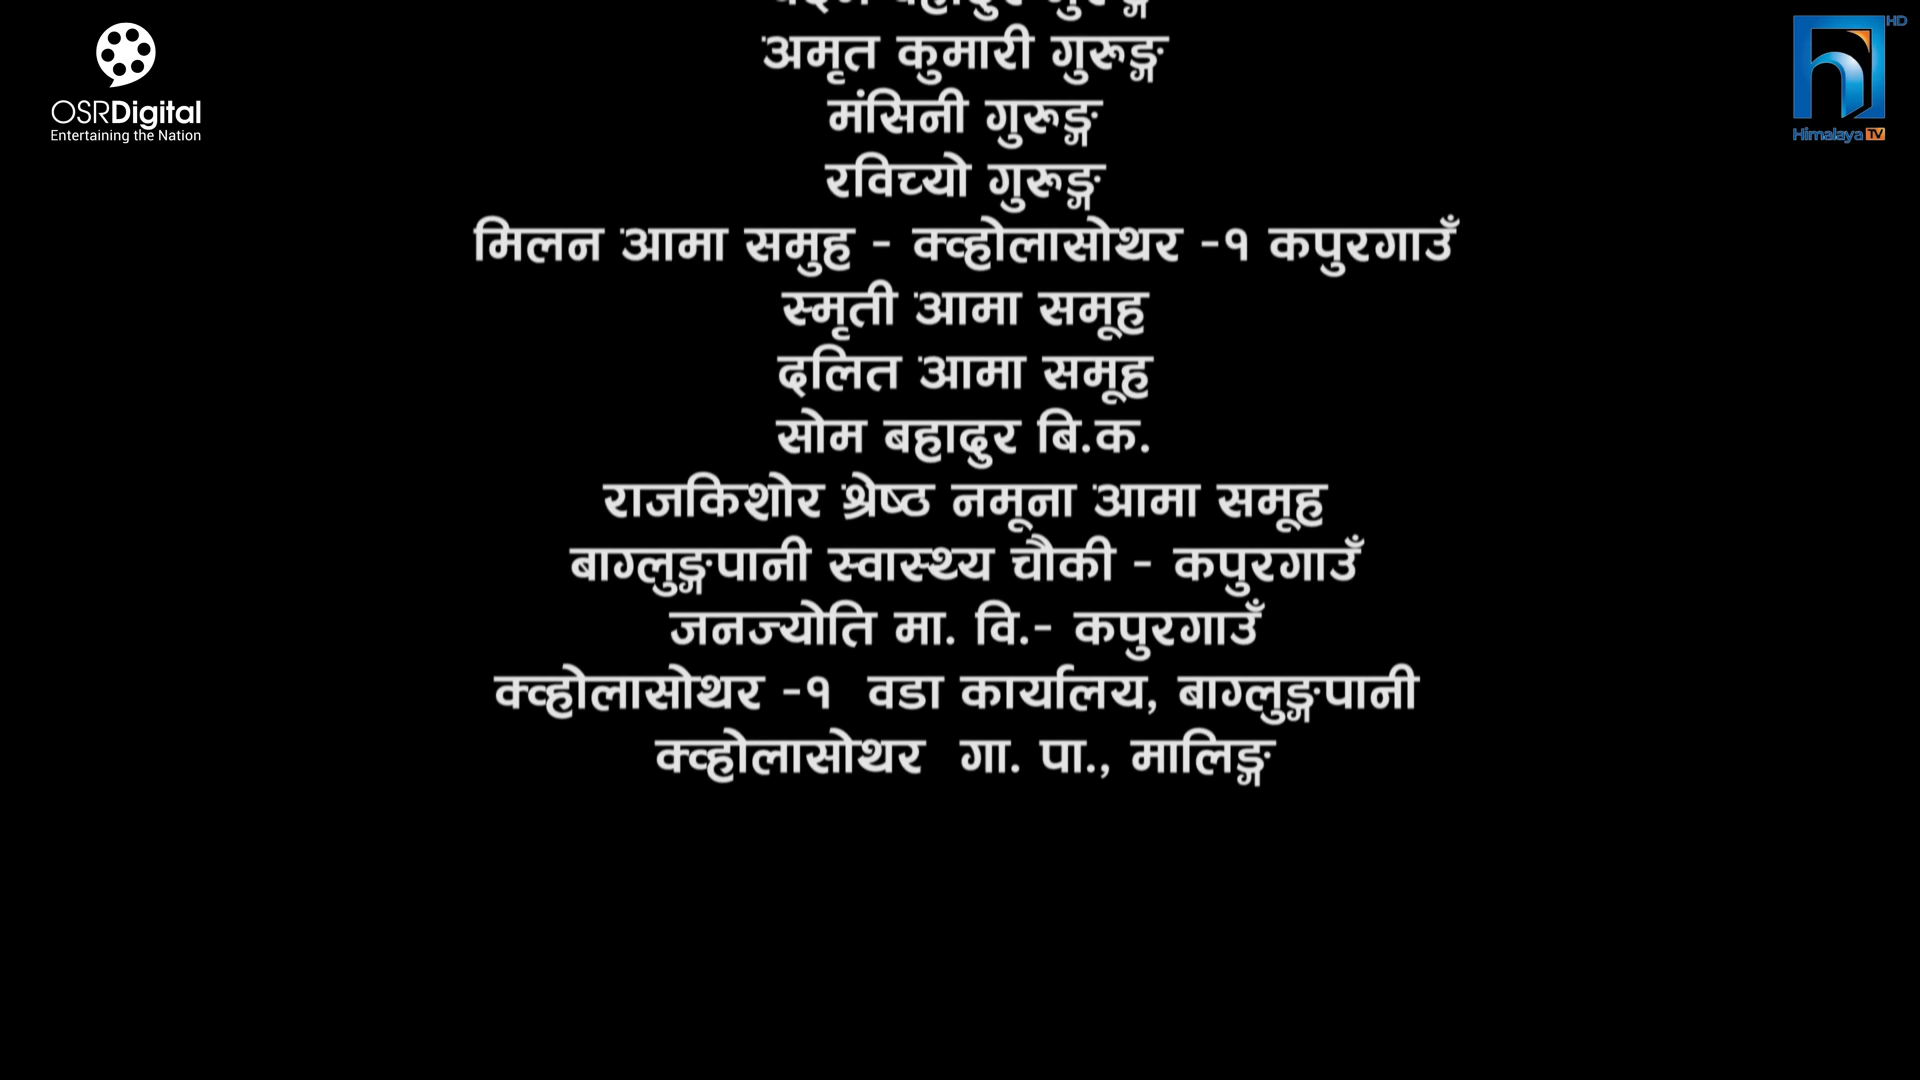 बहादुर गुरुङ्ग
अमृत कुमारी गुरुङ्ग
मंसिनी गुरुङ्ग
रविच्यो गुरुङ्ग
मिलन आमा समुह - क्व्होलासोथर -१ कपुरगाउँ
स्मृती आमा समूह
दलित आमा समूह
सोम बहादुर बि.क.
राजकिशोर श्रेष्ठ नमूना आमा समूह
बाग्लुङ्गपानी स्वास्थ्य चौकी - कपुरगाउँ
जनज्योति मा. वि.- कपुरगाउँ
क्व्होलासोथर -१ वडा कार्यालय, बाग्लुङ्गपानी
क्व्होलासोथर गा. पा., मालिङ्ग
OSRDigital
Entertaining the Nation
HD
Himalaya TV